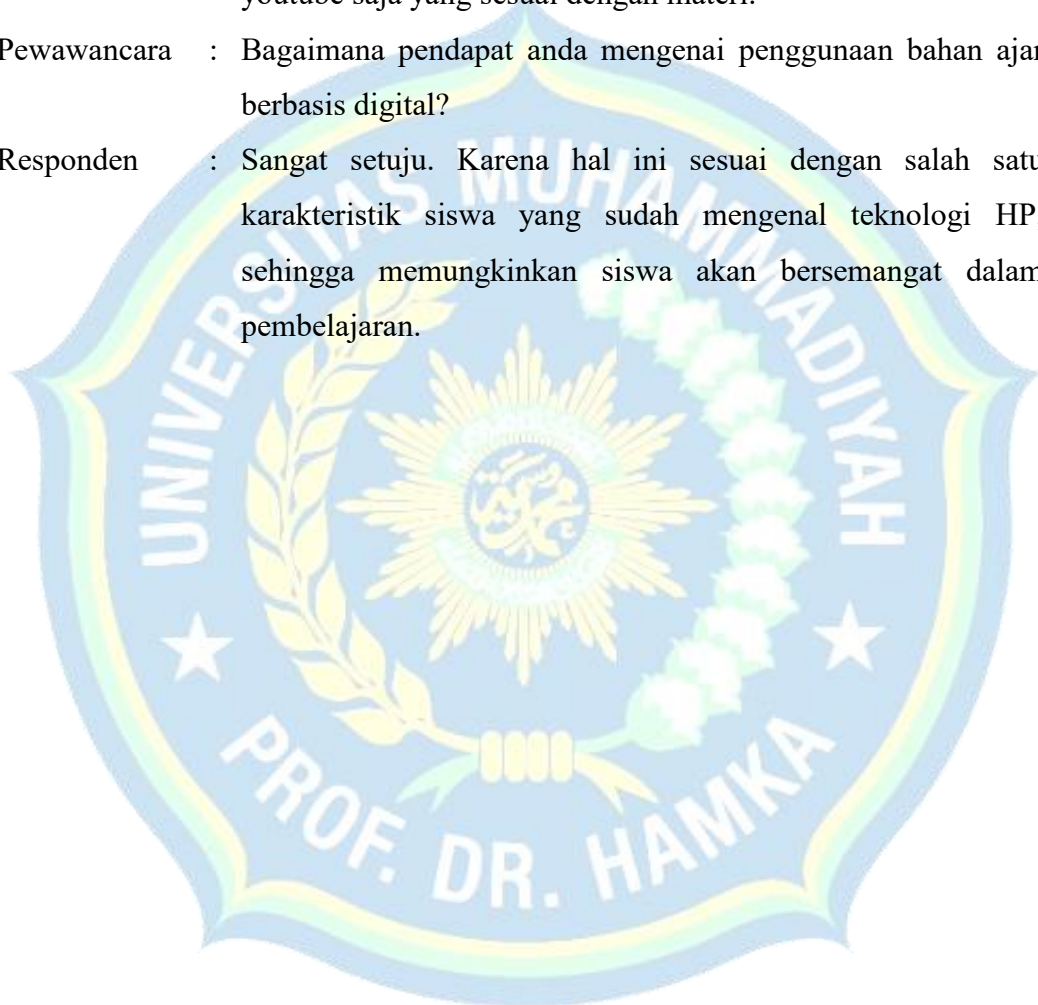 youtube saja yang sesuai dengan materi.
Pewawancara : Bagaimana pendapat anda mengenai penggunaan bahan ajar
berbasis digital?
Responden : Sangat setuju. Karena hal ini sesuai dengan salah satu
karakteristik siswa yang sudah mengenal teknologi HP.
sehingga memungkinkan siswa akan bersemangat dalam
pembelajaran.
UNIVERSITAS MUHAMMADIYAH
PROF. DR. HAMKA